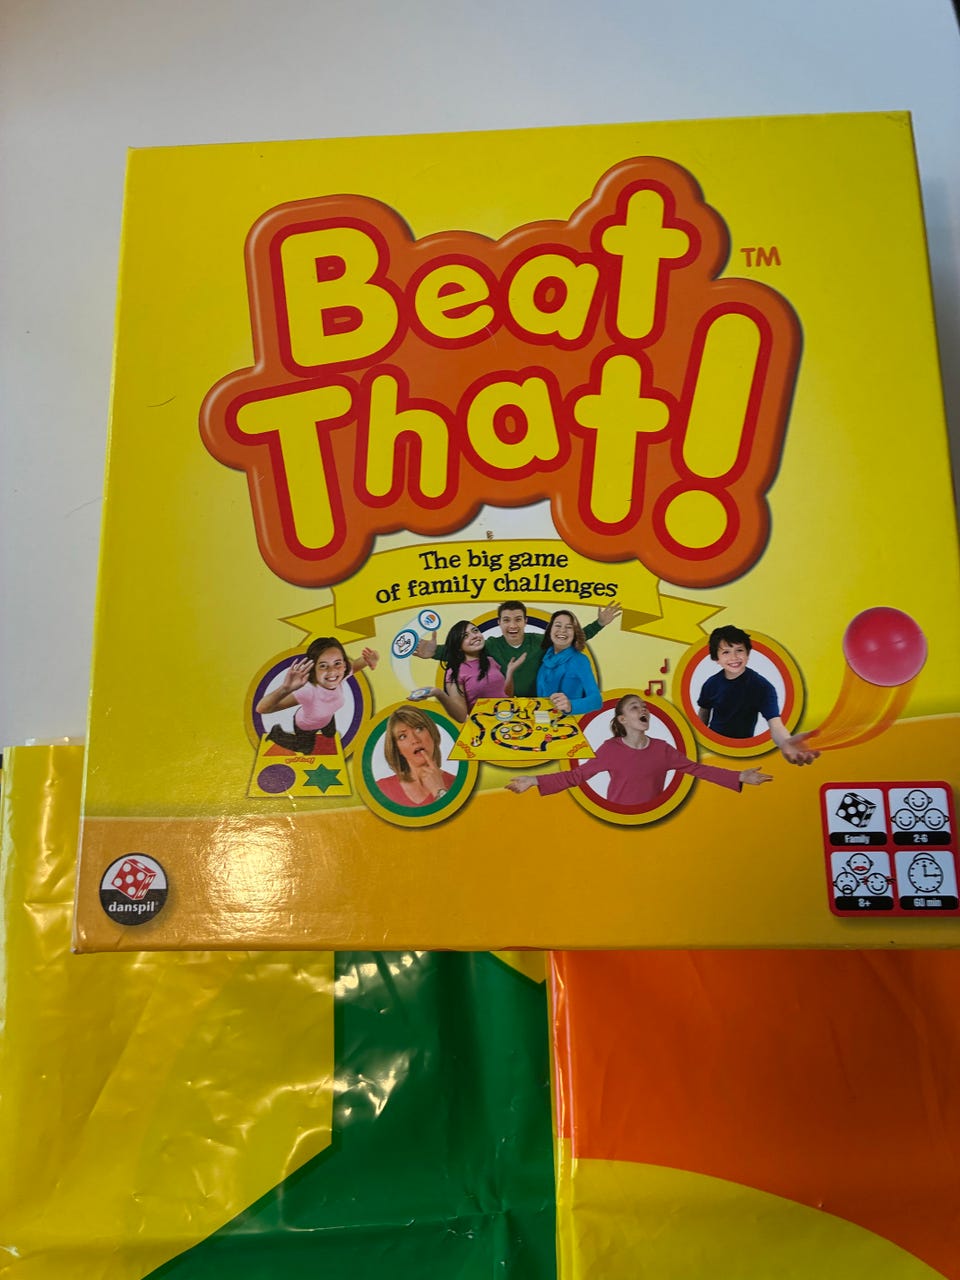 Beat
That!
TM
The big game
of family challenges
danspil
Family
2-6
8+
60 min